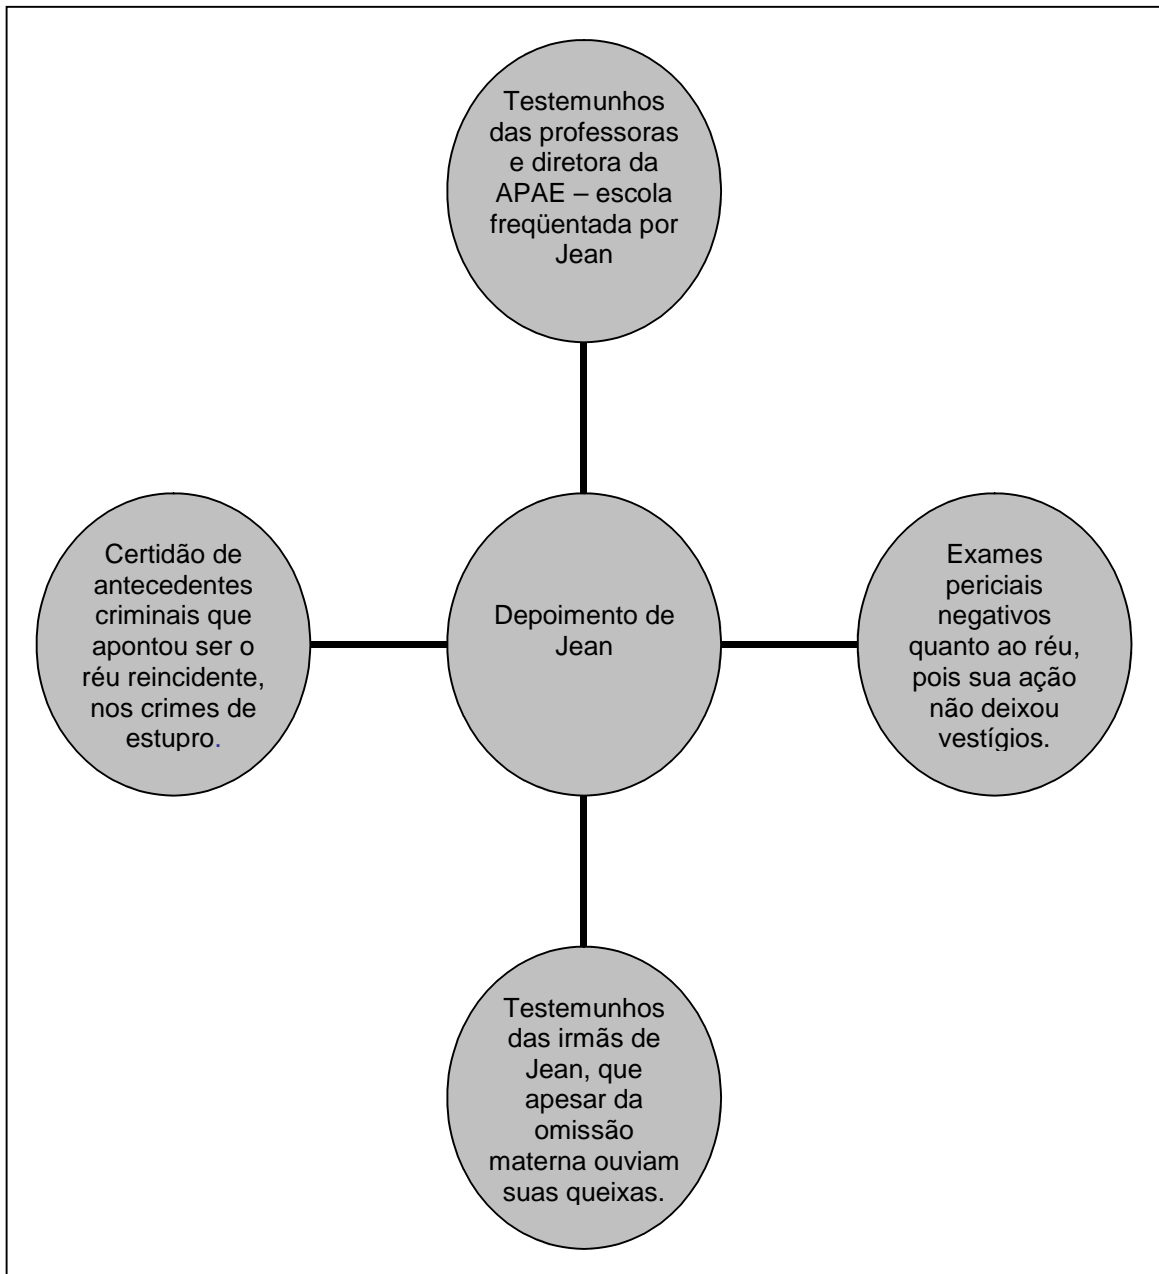 Testemunhos
das professoras
e diretora da
APAE – escola
freqüentada por
Jean
Certidão de
antecedentes
criminais que
apontou ser o
réu reincidente,
nos crimes de
estupro.
Depoimento de
Jean
Exames
periciais
negativos
quanto ao réu,
pois sua ação
não deixou
vestígios.
Testemunhos
das irmãs de
Jean, que
apesar da
omissão
materna ouviam
suas queixas.